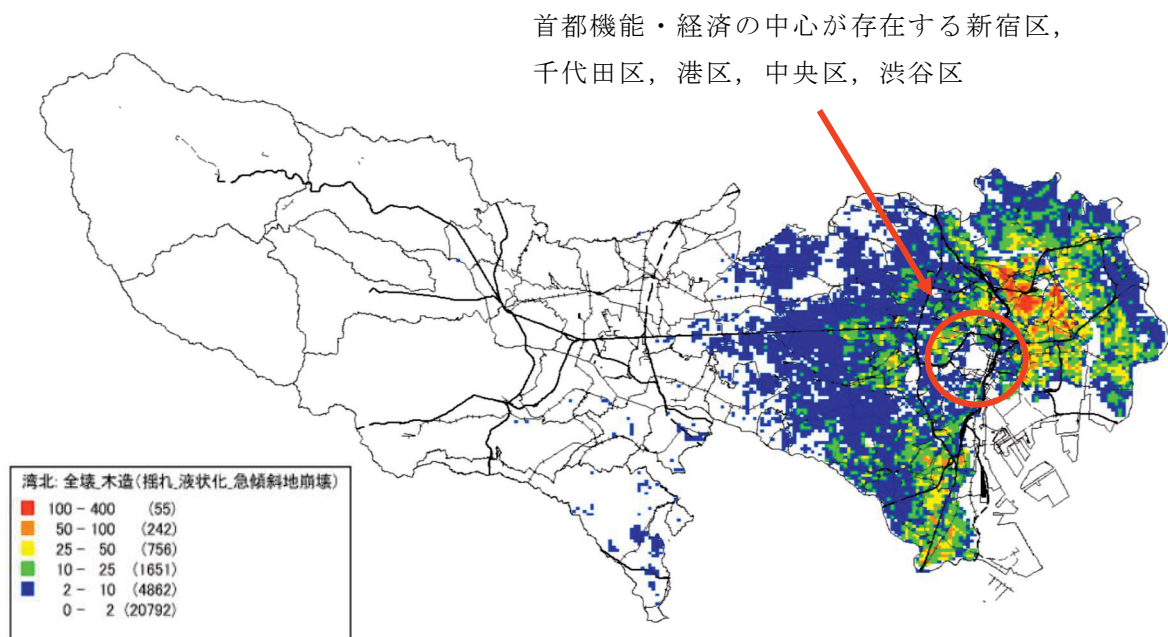 首都機能・経済の中心が存在する新宿区，
千代田区，港区，中央区，渋谷区
湾北: 全壊_木造(揺れ_液状化_急傾斜地崩壊)
100 - 400 (55)
50 - 100 (242)
25 - 50 (756)
10 - 25 (1651)
2 - 10 (4862)
0 - 2 (20792)